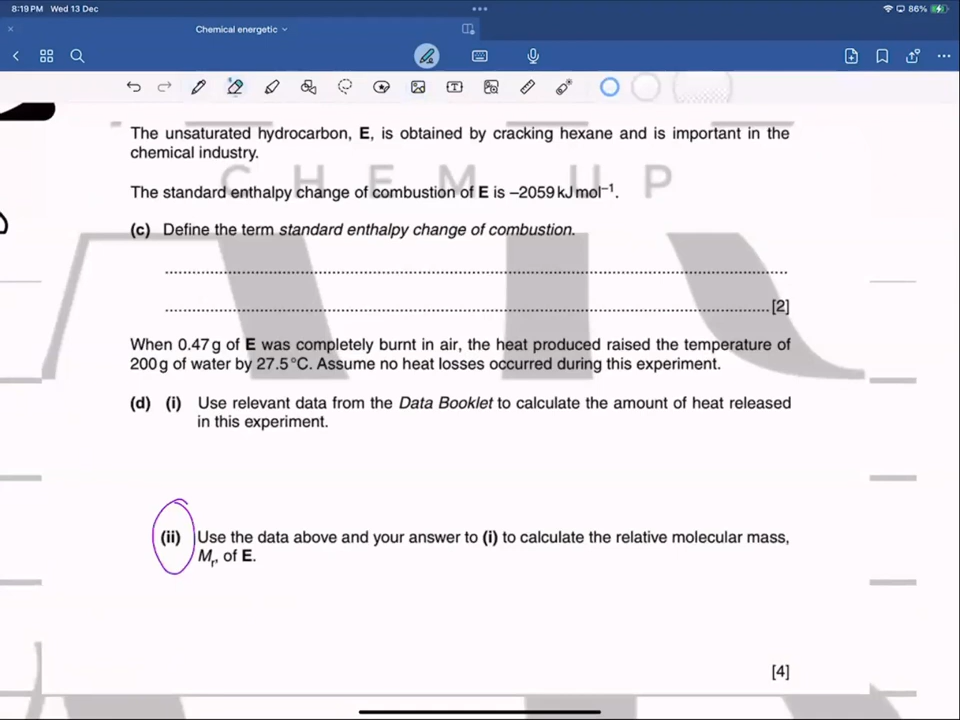 8:19 PM Wed 13 Dec
86%
Chemical energetic
The unsaturated hydrocarbon, E, is obtained by cracking hexane and is important in the
chemical industry.
CHEM UP
The standard enthalpy change of combustion of E is –2059 kJ mol⁻¹.
(c) Define the term standard enthalpy change of combustion.
..........................................................................................................................................
.................................................................................................................................. [2]
When 0.47 g of E was completely burnt in air, the heat produced raised the temperature of
200 g of water by 27.5 °C. Assume no heat losses occurred during this experiment.
(d) (i) Use relevant data from the Data Booklet to calculate the amount of heat released
in this experiment.
(ii) Use the data above and your answer to (i) to calculate the relative molecular mass,
Mr, of E.
[4]